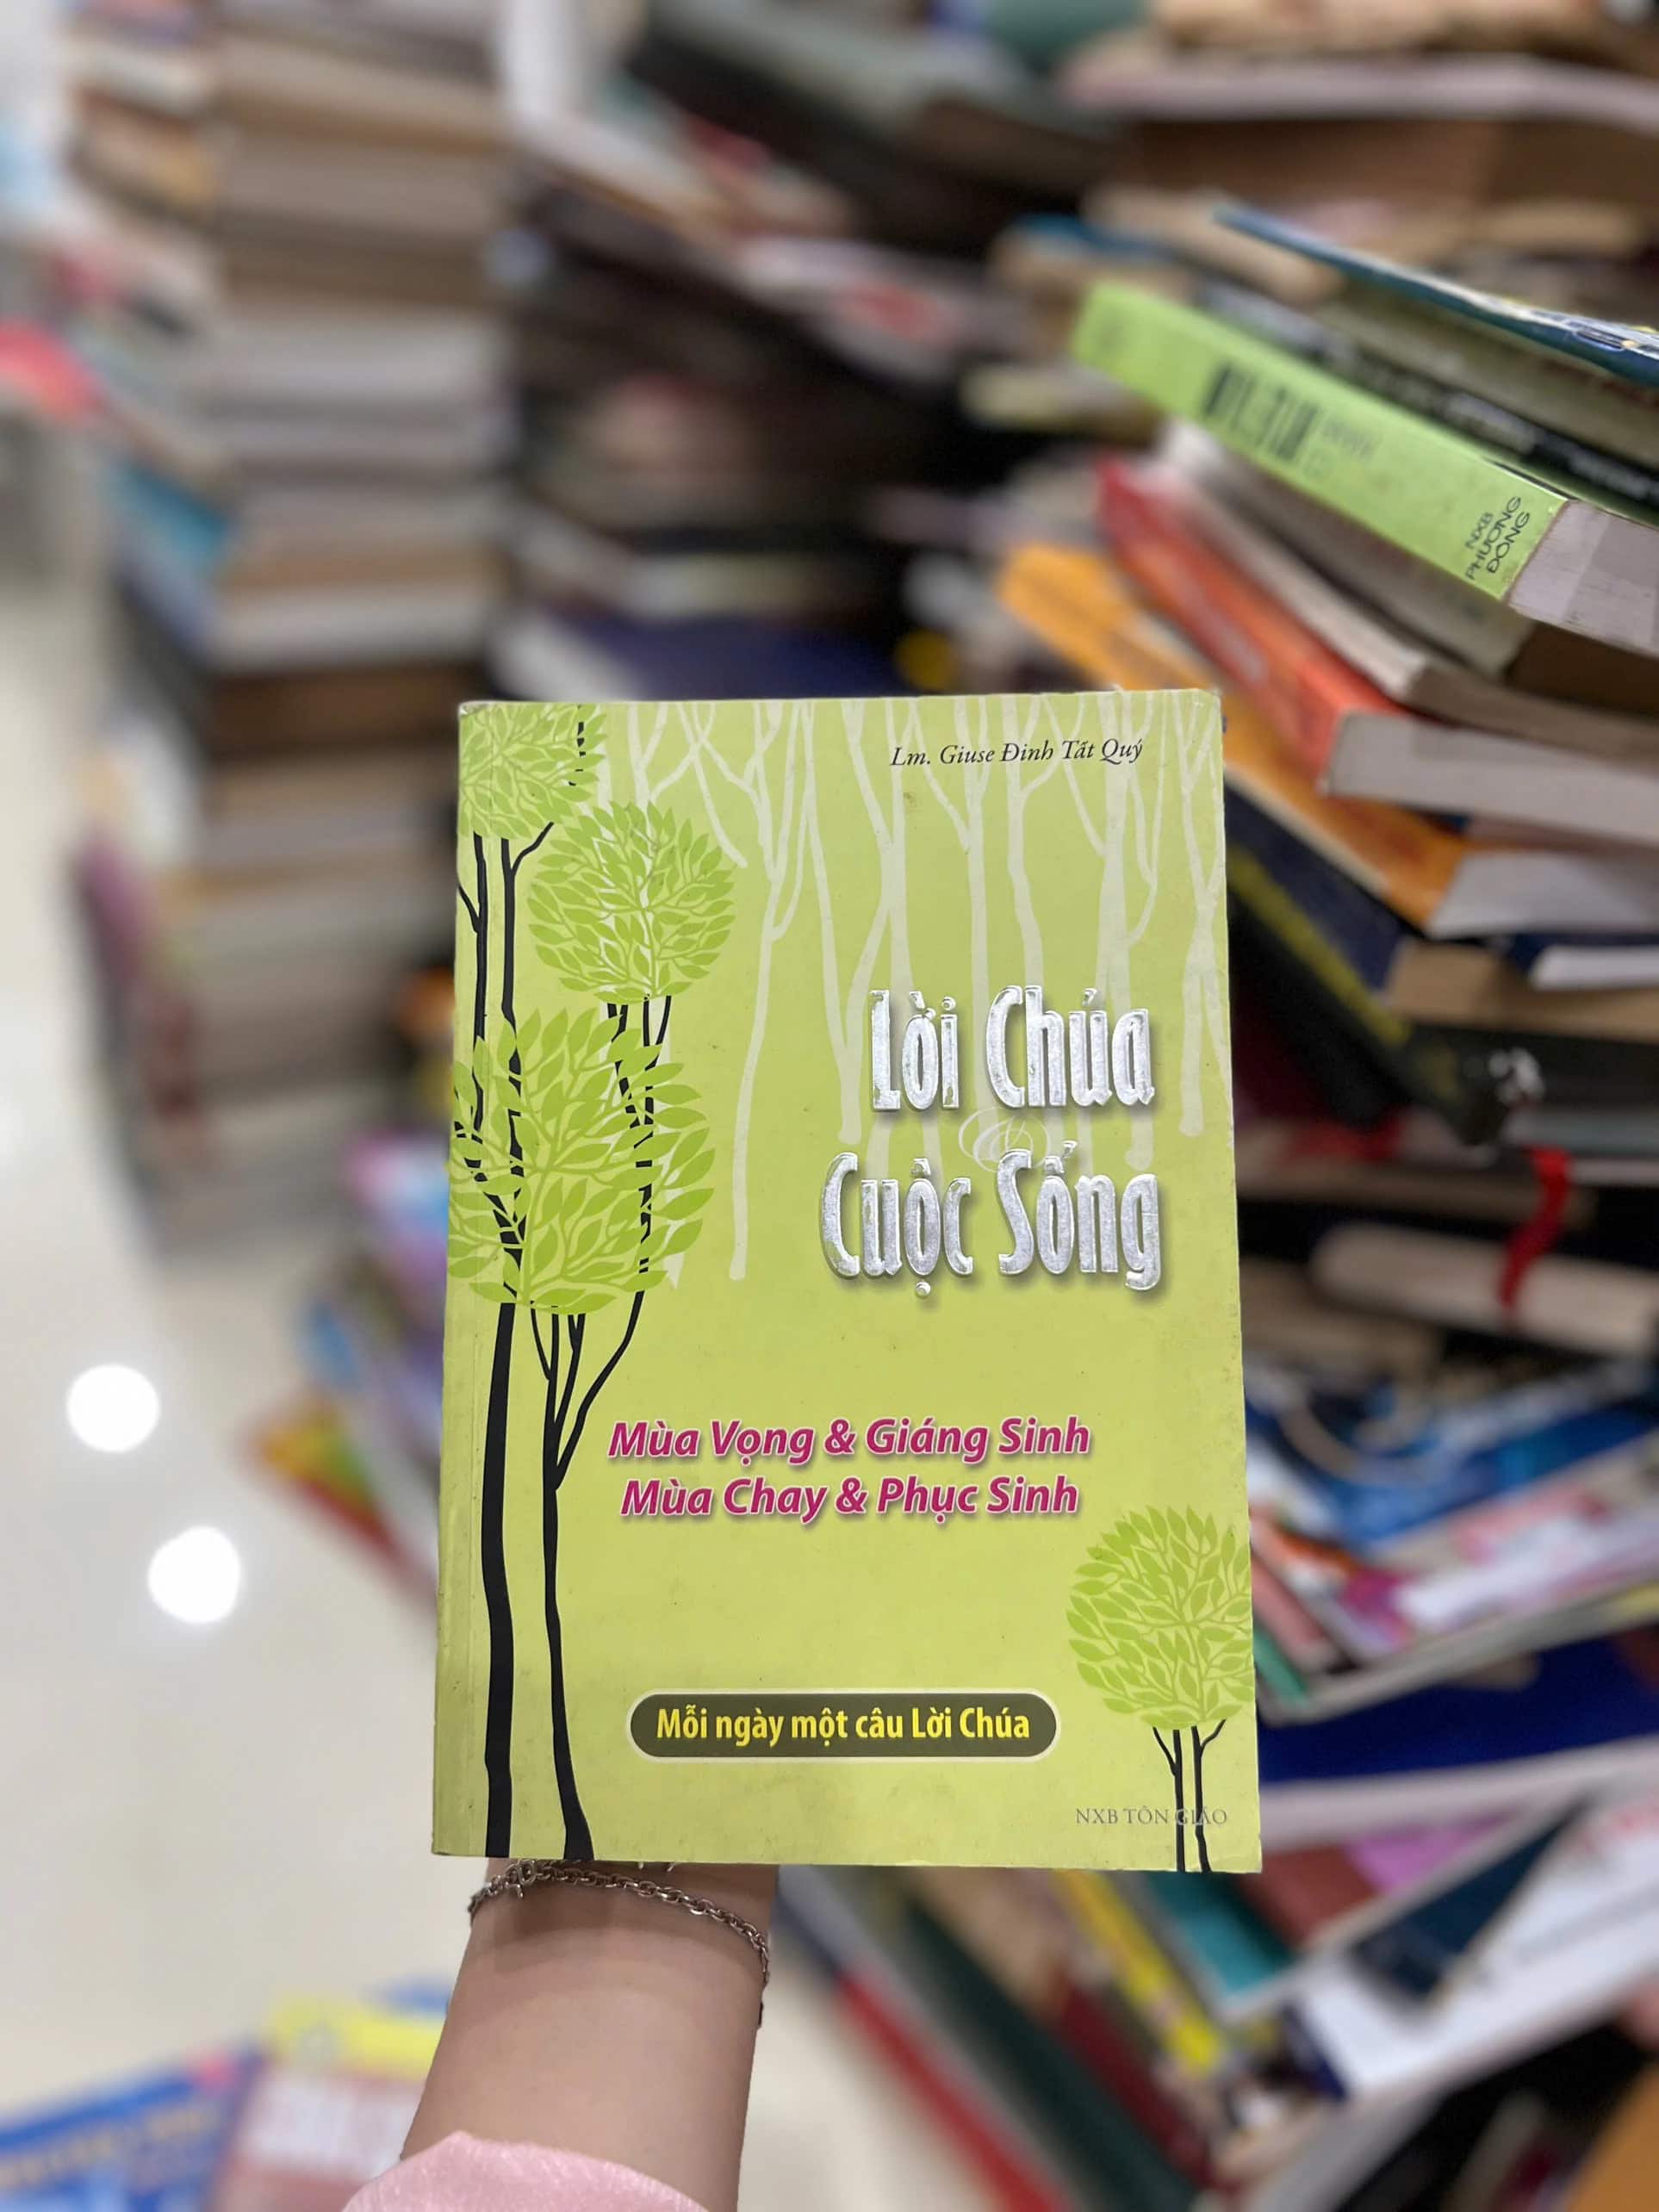 NXB
PHƯƠNG
ĐÔNG
Lm. Giuse Đinh Tất Quý
Lời Chúa
&
Cuộc Sống
Mùa Vọng & Giáng Sinh
Mùa Chay & Phục Sinh
Mỗi ngày một câu Lời Chúa
NXB TÔN GIÁO